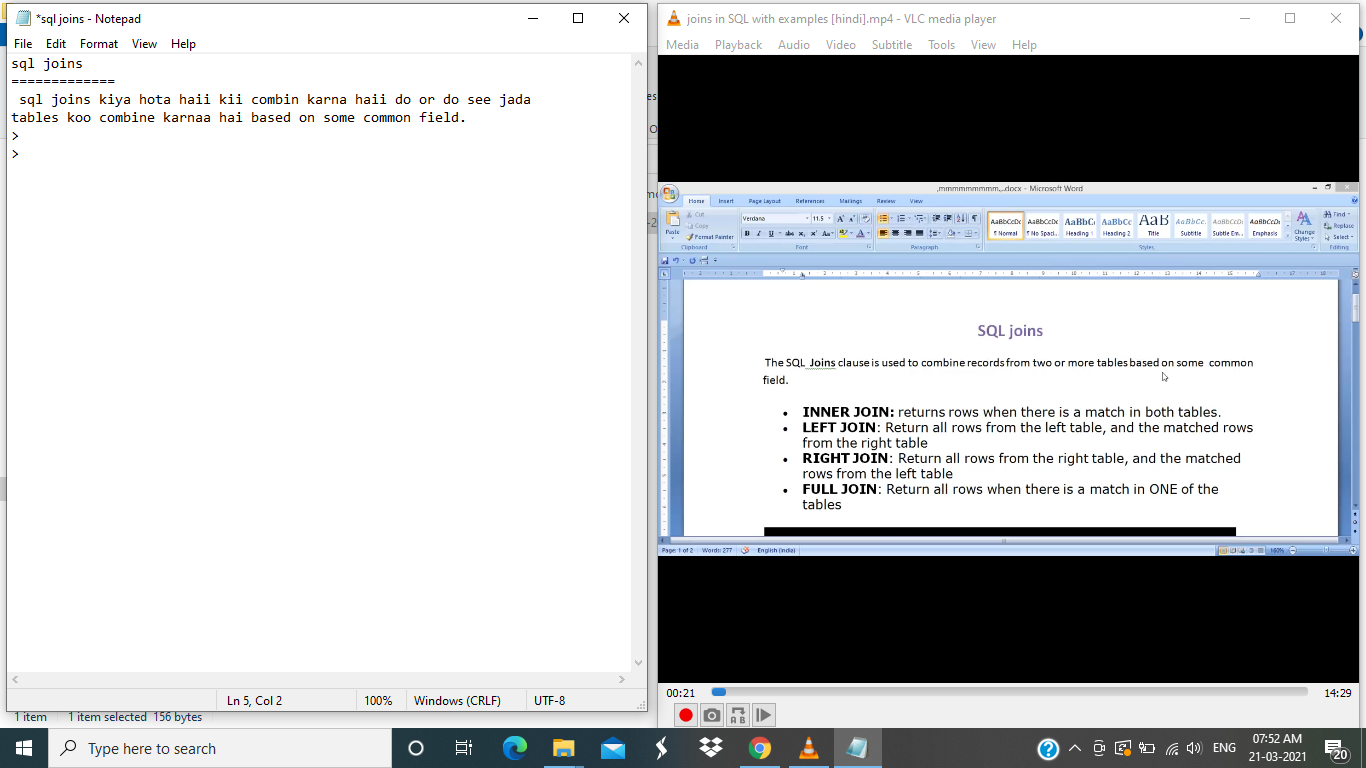 *sql joins - Notepad
File Edit Format View Help
sql joins
=============
sql joins kiya hota haii kii combin karna haii do or do see jada
tables koo combine karnaa hai based on some common field.
>
>
Ln 5, Col 2 100% Windows (CRLF) UTF-8
1 item 1 item selected 156 bytes
joins in SQL with examples [hindi].mp4 - VLC media player
Media Playback Audio Video Subtitle Tools View Help
,mmmmmmmmm,,.docx - Microsoft Word
Home Insert Page Layout References Mailings Review View
Paste
Cut
Copy
Format Painter
Clipboard
Verdana 11.5
Font
Paragraph
AaBbCcDc AaBbCcDc AaBbC AaBbCc AaB AaBbCc. AaBbCcDc AaBbCcDc
¶ Normal ¶ No Spaci... Heading 1 Heading 2 Title Subtitle Subtle Em... Emphasis
Change
Styles
Styles
Find
Replace
Select
Editing
SQL joins
The SQL Joins clause is used to combine records from two or more tables based on some common
field.
• INNER JOIN: returns rows when there is a match in both tables.
• LEFT JOIN: Return all rows from the left table, and the matched rows
from the right table
• RIGHT JOIN: Return all rows from the right table, and the matched
rows from the left table
• FULL JOIN: Return all rows when there is a match in ONE of the
tables
Page: 1 of 2 Words: 277 English (India) 160%
00:21 14:29
Type here to search
ENG
07:52 AM
21-03-2021
20